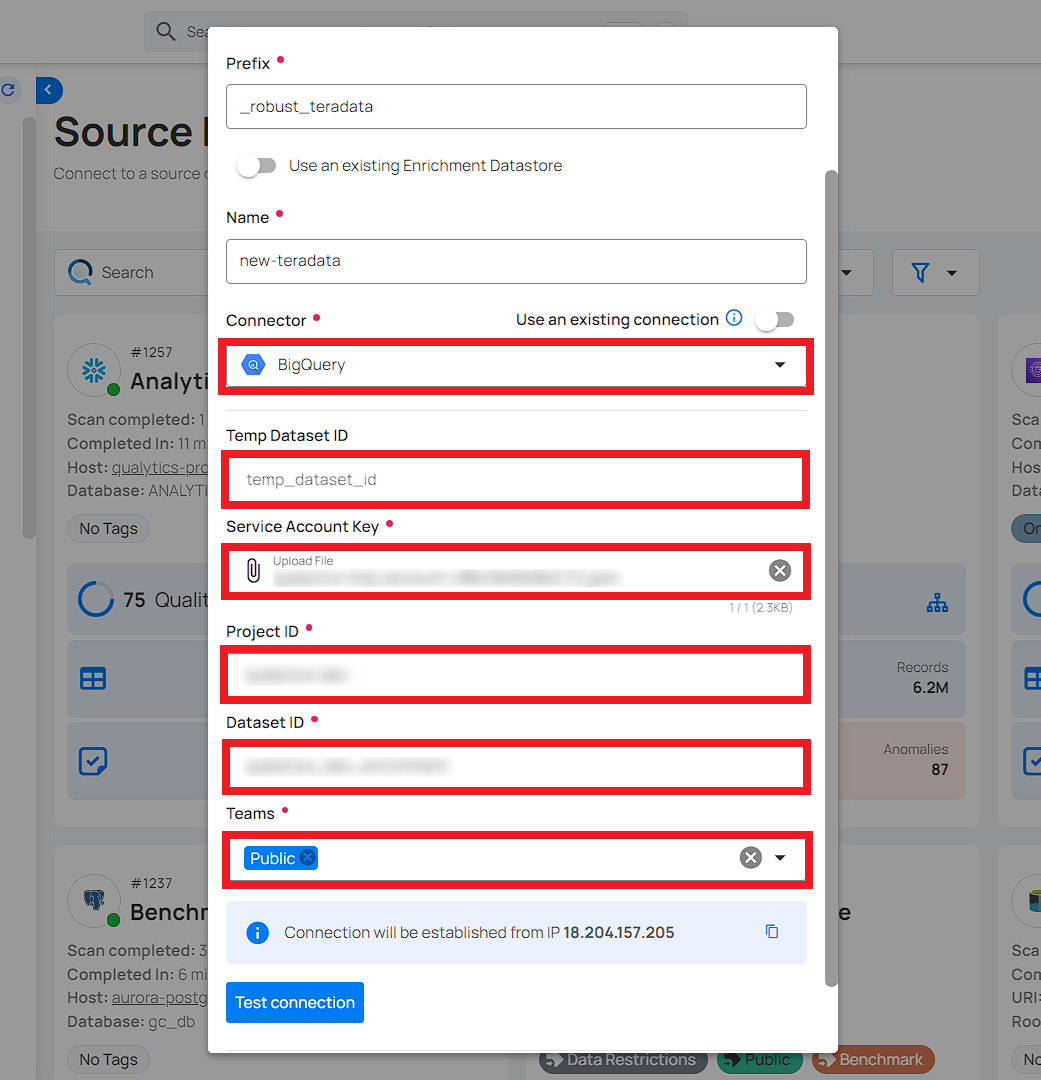 Sea
Prefix
_robust_teradata
Source
Connect to a source
Use an existing Enrichment Datastore
Name
new-teradata
Search
Connector
Use an existing connection
BigQuery
#1257
Analyti
Scan completed: 1
Completed In: 11 m
Host: qualytics-pro
Database: ANALYTI
No Tags
75 Qualit
Records
6.2M
Anomalies
87
Temp Dataset ID
temp_dataset_id
Service Account Key
Upload File
1 / 1 (2.3KB)
Project ID
Dataset ID
Teams
Public
Connection will be established from IP 18.204.157.205
Test connection
#1237
Benchr
Scan completed: 3
Completed In: 6 mi
Host: aurora-postg
Database: gc_db
No Tags
Data Restrictions
Public
Benchmark
e
Sca
Com
Hos
Data
On
Sca
Com
URI:
Roo
No